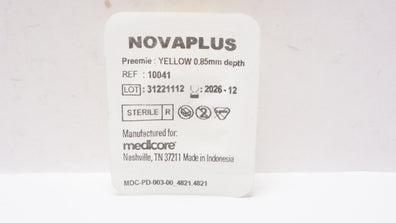 NOVAPLUS
Preemie : YELLOW 0.85mm depth
REF : 10041
LOT : 31221112 : 2026-12
STERILE R
Manufactured for:
medicore
Nashville, TN 37211 Made in Indonesia
MDC-PD-003-00_4821.4821